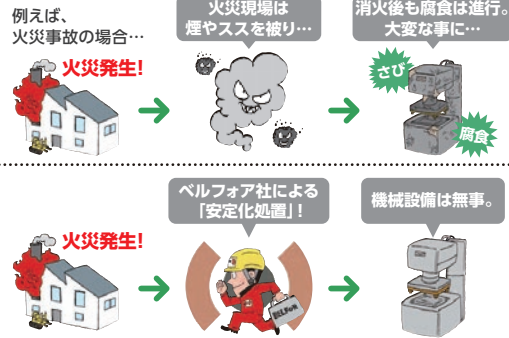 例えば、
火災事故の場合…
火災発生!
火災現場は
煙やススを被り…
消火後も腐食は進行。
大変な事に…
さび
腐食
火災発生!
ベルフォア社による
「安定化処置」!
機械設備は無事。
BELFOR